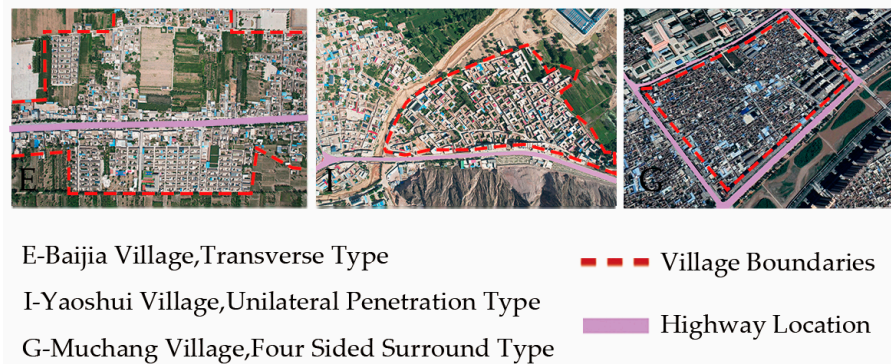 E
I
G
E-Baijia Village,Transverse Type
I-Yaoshui Village,Unilateral Penetration Type
G-Muchang Village,Four Sided Surround Type
Village Boundaries
Highway Location